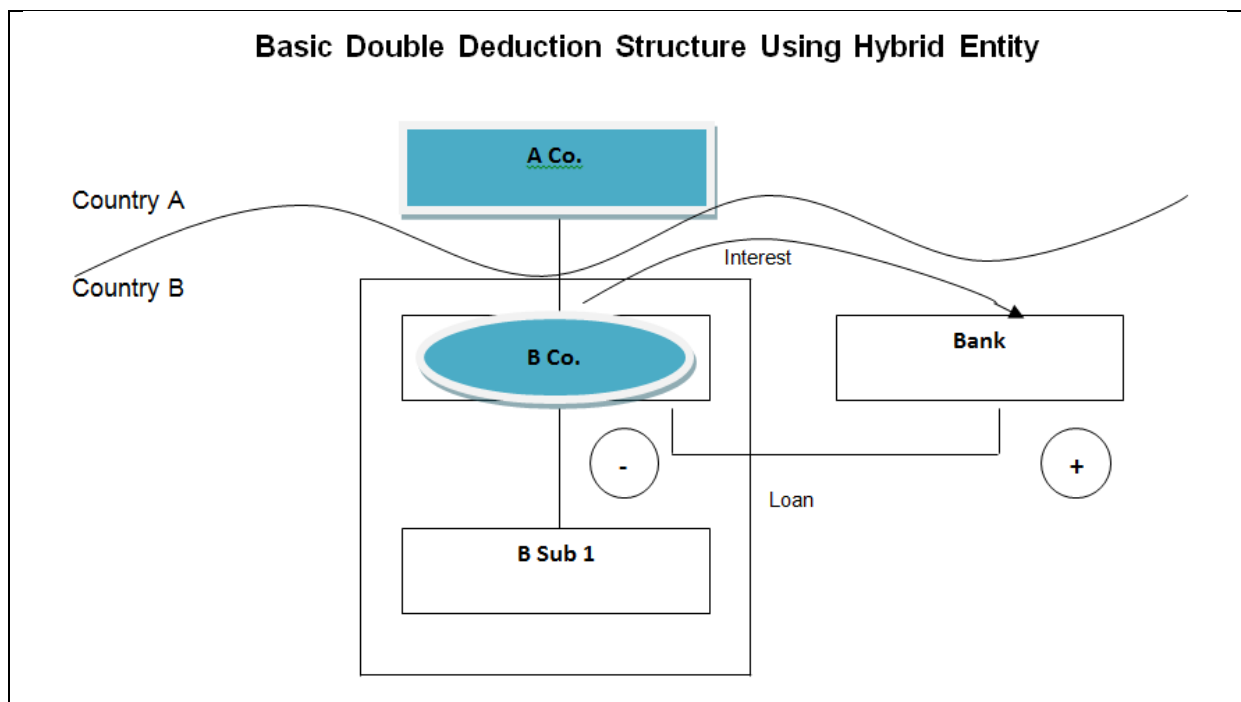 Basic Double Deduction Structure Using Hybrid Entity
A Co.
Country A
Interest
Country B
B Co.
Bank
-
+
Loan
B Sub 1